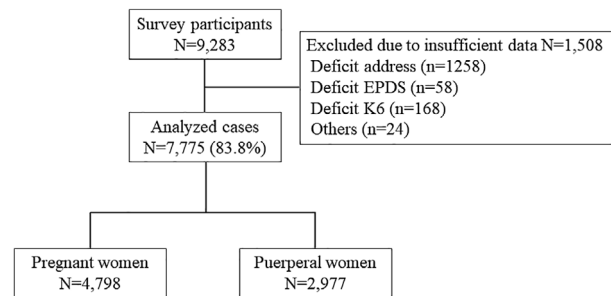 Survey participants
N=9,283
Excluded due to insufficient data N=1,508
Deficit address (n=1258)
Deficit EPDS (n=58)
Deficit K6 (n=168)
Others (n=24)
Analyzed cases
N=7,775 (83.8%)
Pregnant women
N=4,798
Puerperal women
N=2,977